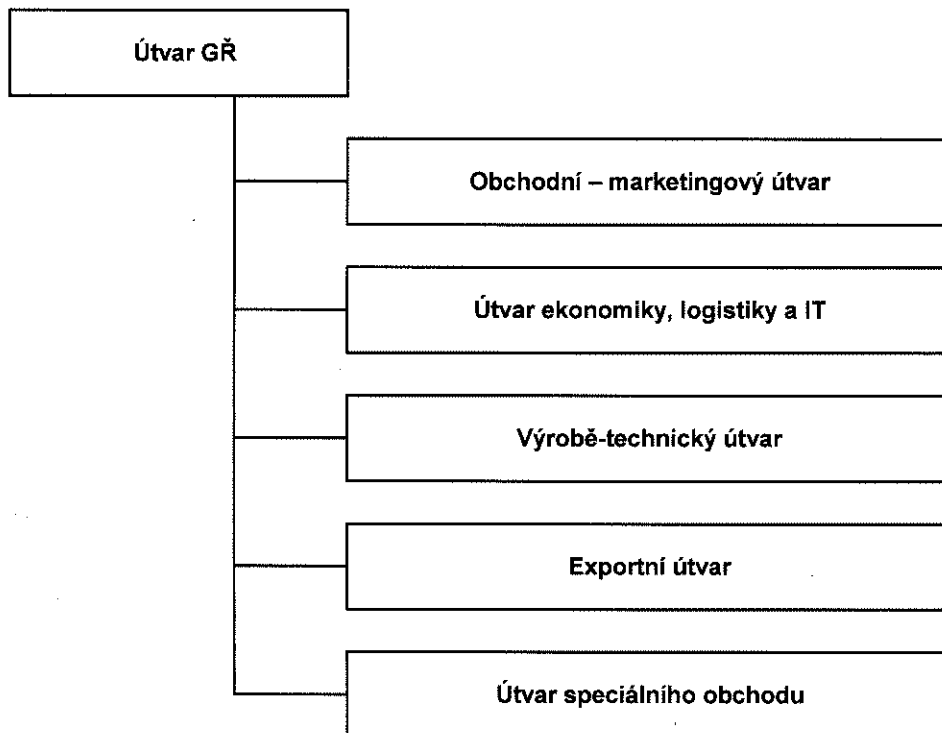 Útvar GŘ
Obchodní – marketingový útvar
Útvar ekonomiky, logistiky a IT
Výrobě-technický útvar
Exportní útvar
Útvar speciálního obchodu